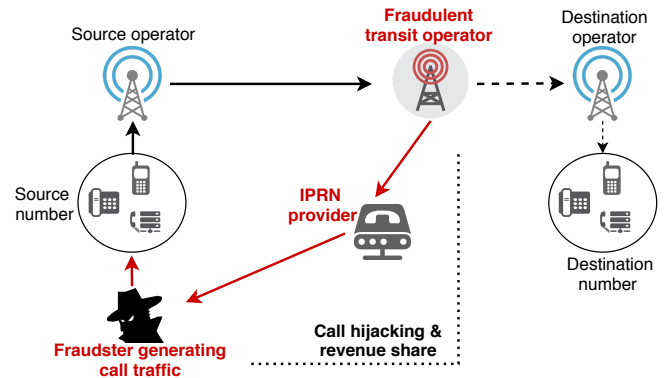 Source operator
Fraudulent
transit operator
Destination
operator
Source
number
IPRN
provider
Destination
number
Call hijacking &
revenue share
Fraudster generating
call traffic